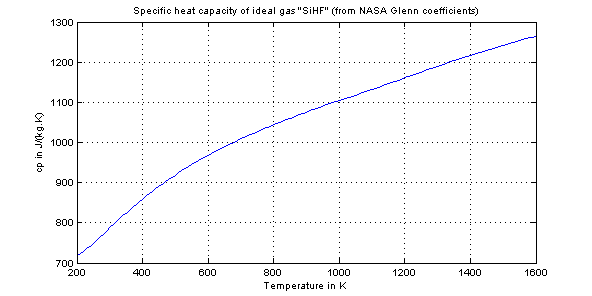 Specific heat capacity of ideal gas "SiHF" (from NASA Glenn coefficients)
1300
1200
1100
1000
900
800
700
cp in J/(kg.K)
200 400 600 800 1000 1200 1400 1600
Temperature in K